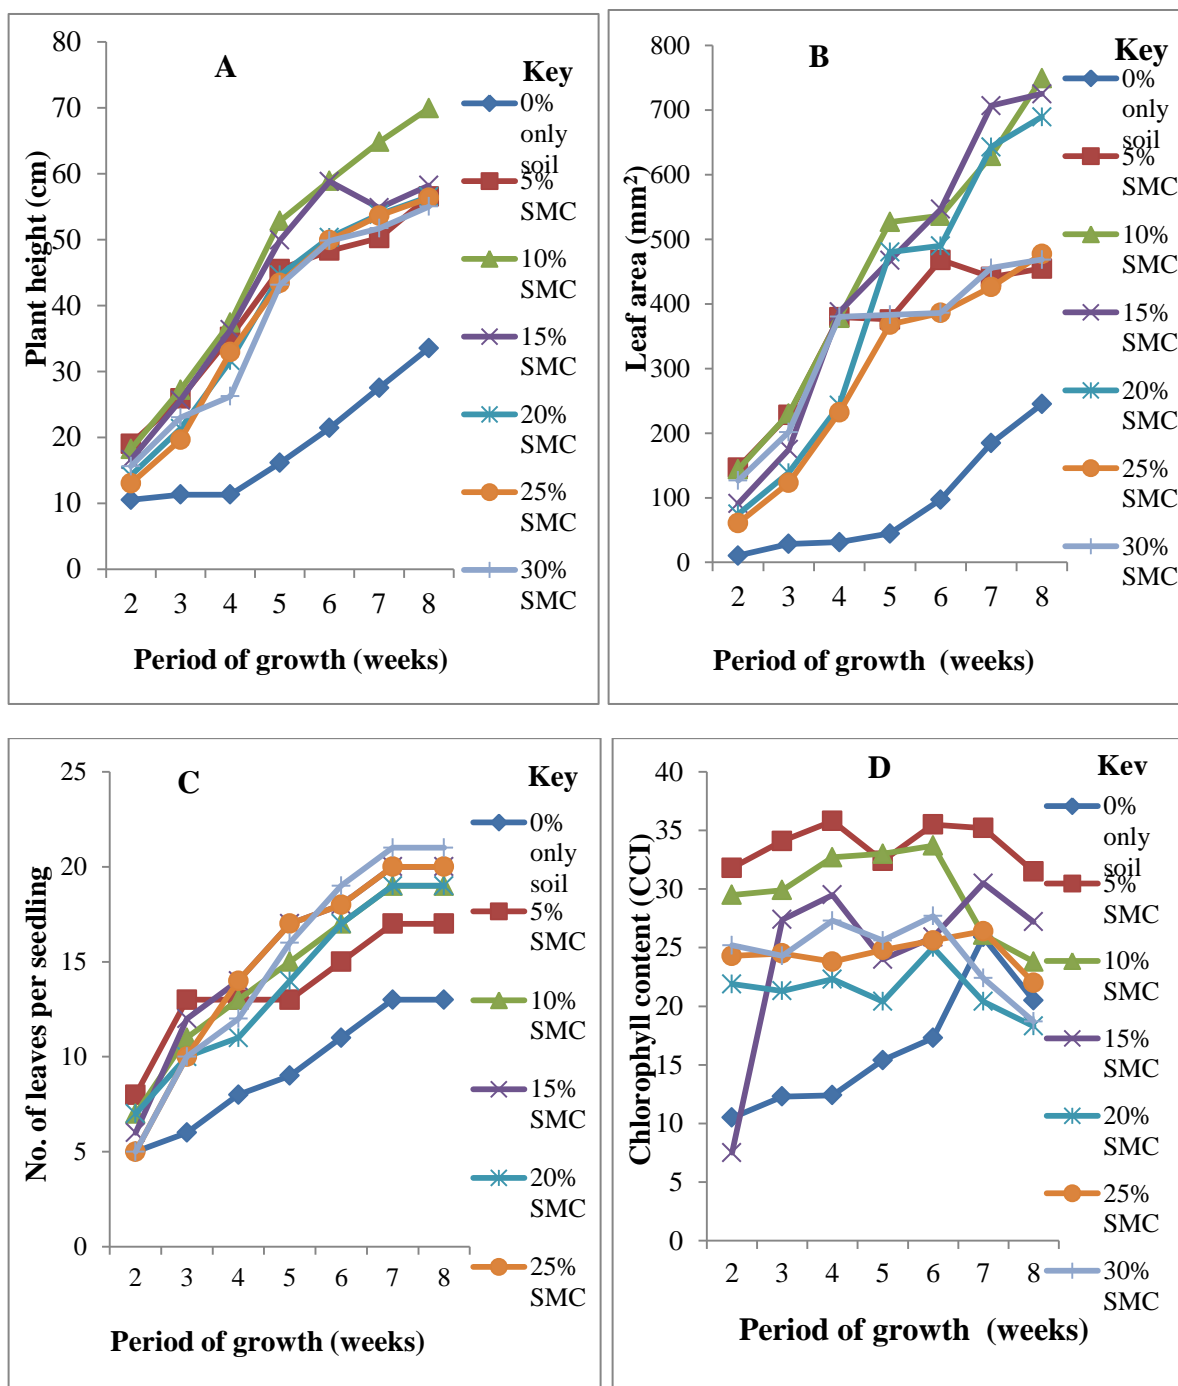 A
Key
Plant height (cm)
80
70
60
50
40
30
20
10
0
2 3 4 5 6 7 8
Period of growth (weeks)
0%
only
soil
5%
SMC
10%
SMC
15%
SMC
20%
SMC
25%
SMC
30%
SMC
B
Key
Leaf area (mm²)
800
700
600
500
400
300
200
100
0
2 3 4 5 6 7 8
Period of growth (weeks)
0%
only
soil
5%
SMC
10%
SMC
15%
SMC
20%
SMC
25%
SMC
30%
SMC
C
Key
No. of leaves per seedling
25
20
15
10
5
0
2 3 4 5 6 7 8
Period of growth (weeks)
0%
only
soil
5%
SMC
10%
SMC
15%
SMC
20%
SMC
25%
SMC
D
Kev
Chlorophyll content (CCI)
40
35
30
25
20
15
10
5
0
2 3 4 5 6 7 8
Period of growth (weeks)
0%
only
soil
5%
SMC
10%
SMC
15%
SMC
20%
SMC
25%
SMC
30%
SMC